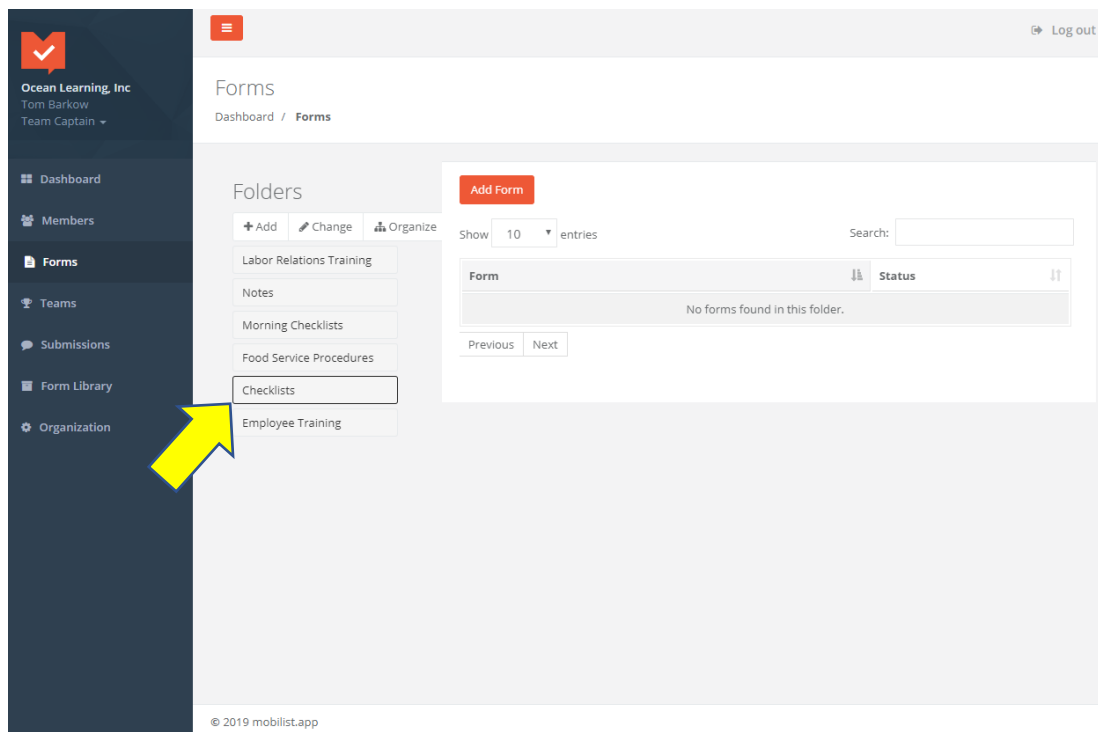 Log out
Ocean Learning, Inc
Tom Barkow
Team Captain
Forms
Dashboard / Forms
Dashboard
Members
Forms
Teams
Submissions
Form Library
Organization
Folders
Add Change Organize
Labor Relations Training
Notes
Morning Checklists
Food Service Procedures
Checklists
Employee Training
Add Form
Show 10 entries
Search:
Form Status
No forms found in this folder.
Previous Next
© 2019 mobilist.app